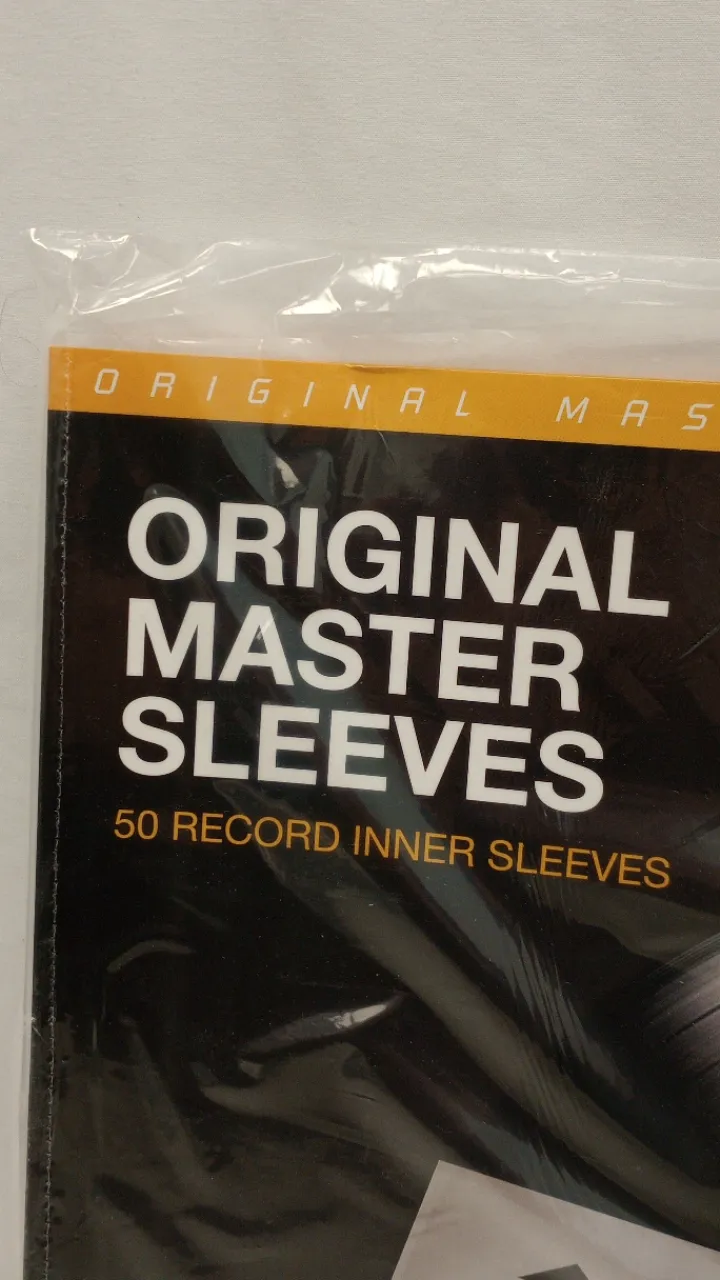 ORIGINAL MAS
ORIGINAL
MASTER
SLEEVES
50 RECORD INNER SLEEVES